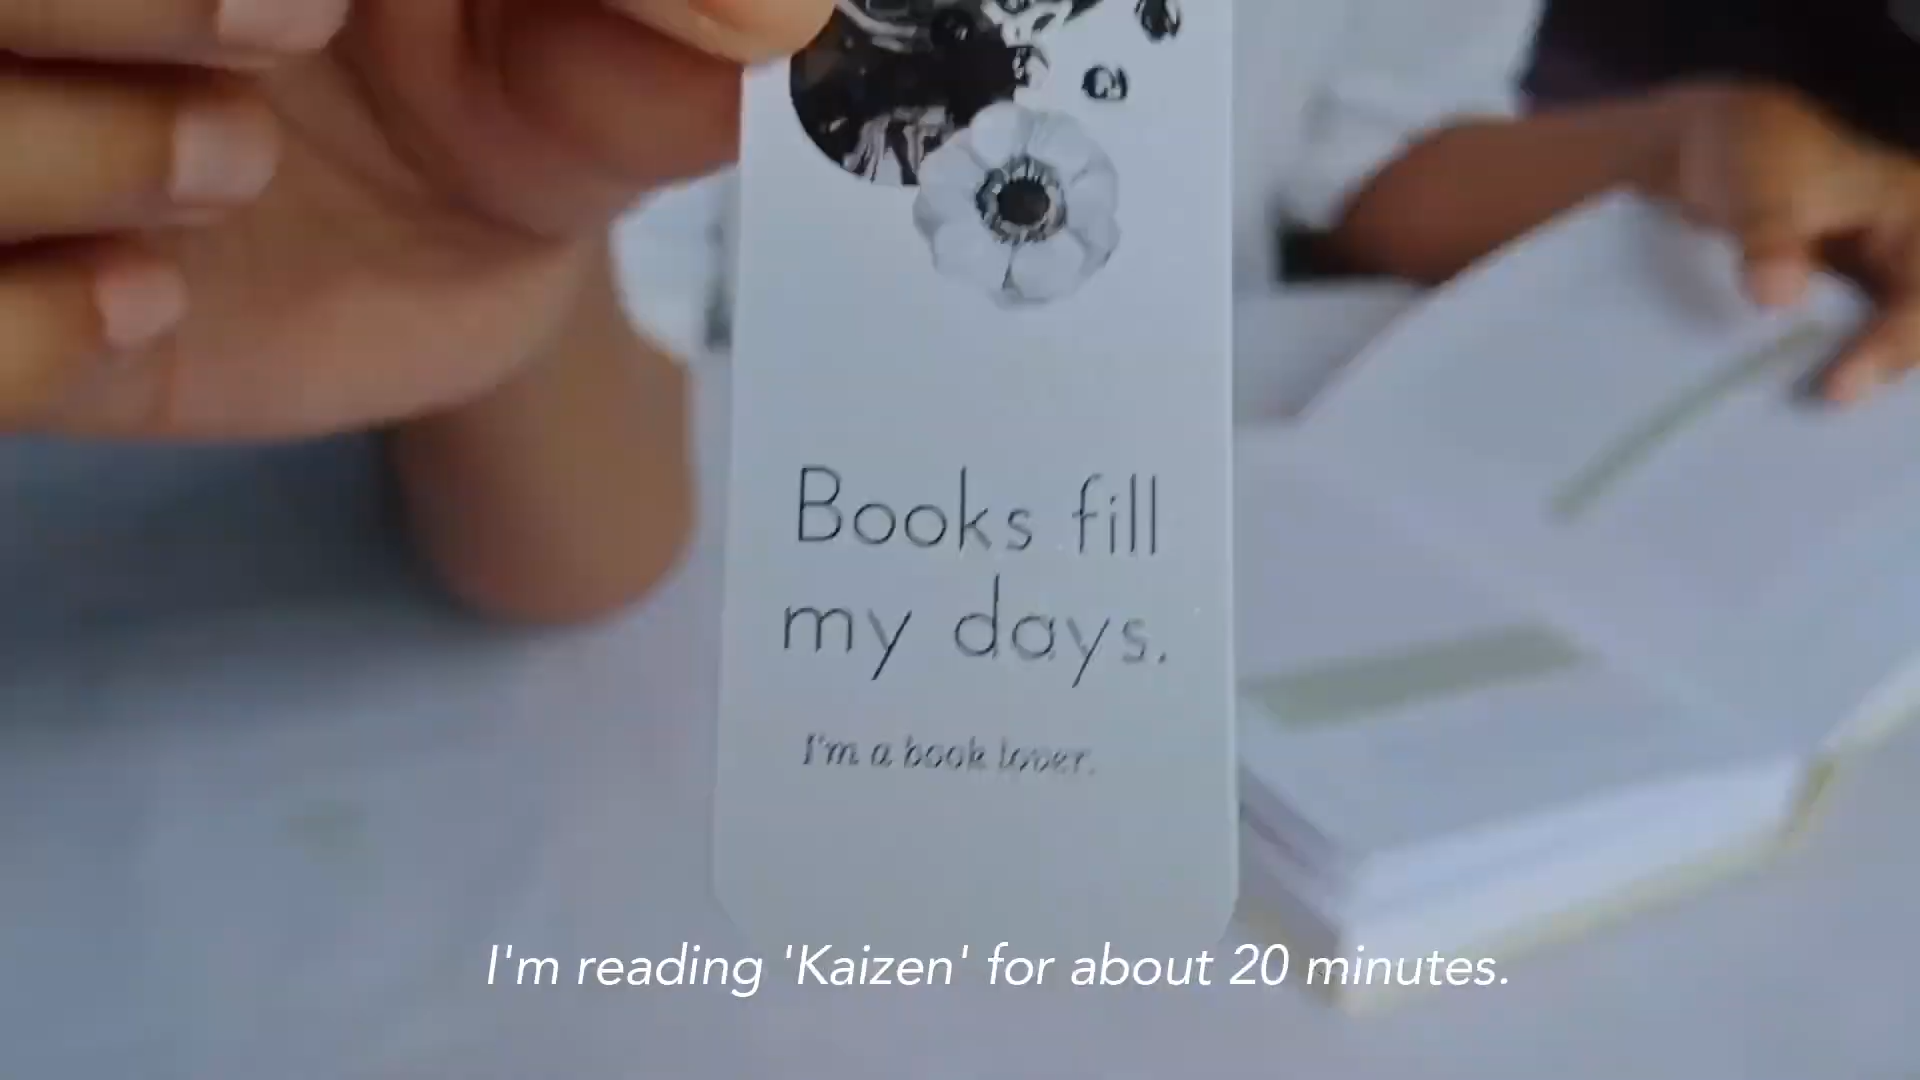 Books fill
my days.
I'm a book lover.
I'm reading 'Kaizen' for about 20 minutes.